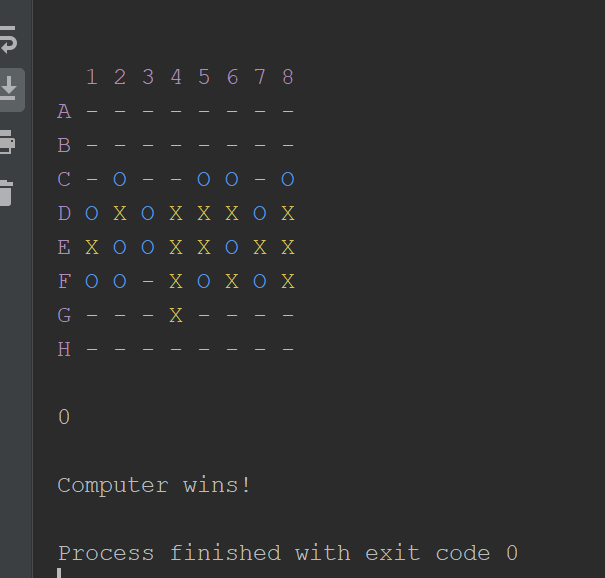 1 2 3 4 5 6 7 8
A - - - - - - - -
B - - - - - - - -
C - O - - O O - O
D O X O X X X O X
E X O O X X O X X
F O O - X O X O X
G - - - X - - - -
H - - - - - - - -
0
Computer wins!
Process finished with exit code 0